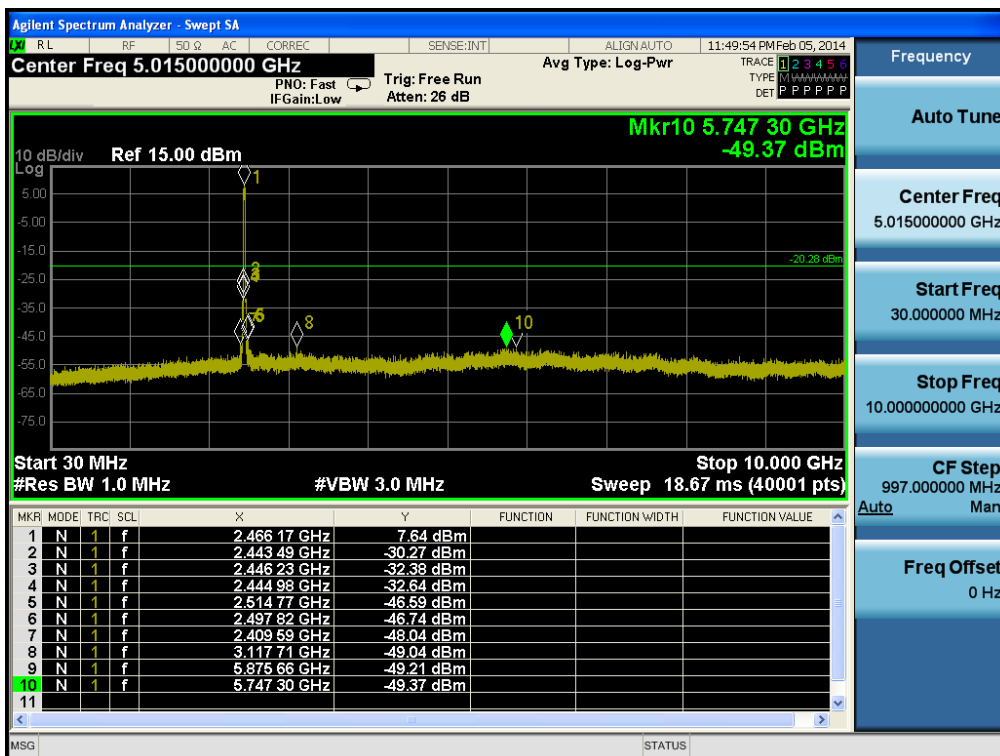 Agilent Spectrum Analyzer - Swept SA
LXI RL RF 50 Ω AC CORREC SENSE:INT ALIGN AUTO 11:49:54 PM Feb 05, 2014
Center Freq 5.015000000 GHz
PNO: Fast
IFGain:Low
Trig: Free Run
Atten: 26 dB
Avg Type: Log-Pwr
TRACE 1 2 3 4 5 6
TYPE
DET P P P P P P
Mkr10 5.747 30 GHz
-49.37 dBm
10 dB/div Ref 15.00 dBm
Log
5.00
-5.00
-15.0
-25.0
-35.0
-45.0
-55.0
-65.0
-75.0
1
8
10
-20.28 dBm
Start 30 MHz Stop 10.000 GHz
#Res BW 1.0 MHz #VBW 3.0 MHz Sweep 18.67 ms (40001 pts)
MKR MODE TRC SCL X Y FUNCTION FUNCTION WIDTH FUNCTION VALUE
1 N 1 f 2.466 17 GHz 7.64 dBm
2 N 1 f 2.443 49 GHz -30.27 dBm
3 N 1 f 2.446 23 GHz -32.38 dBm
4 N 1 f 2.444 98 GHz -32.64 dBm
5 N 1 f 2.514 77 GHz -46.59 dBm
6 N 1 f 2.497 82 GHz -46.74 dBm
7 N 1 f 2.409 59 GHz -48.04 dBm
8 N 1 f 3.117 71 GHz -49.04 dBm
9 N 1 f 5.875 66 GHz -49.21 dBm
10 N 1 f 5.747 30 GHz -49.37 dBm
11
MSG STATUS
Frequency
Auto Tune
Center Freq
5.015000000 GHz
Start Freq
30.000000 MHz
Stop Freq
10.000000000 GHz
CF Step
997.000000 MHz
Auto Man
Freq Offset
0 Hz